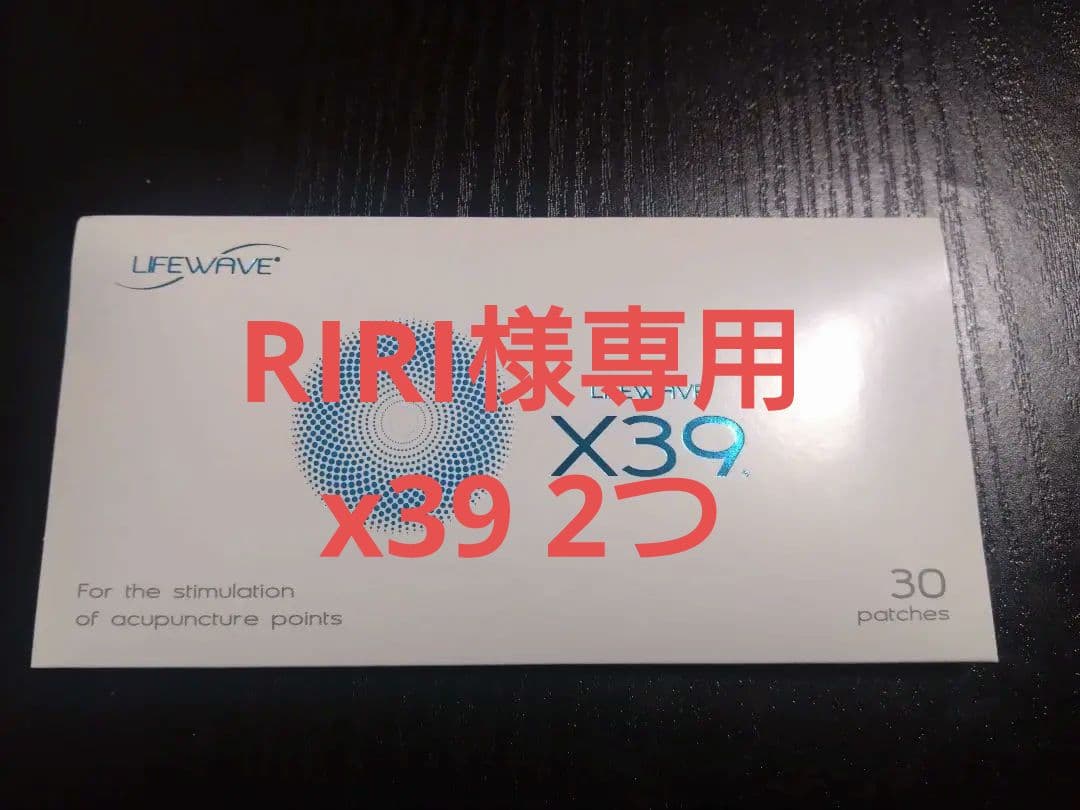 LIFEWAVE
RIRI様専用
LIFEWAVE
X39
x39 2つ
For the stimulation
of acupuncture points
30
patches